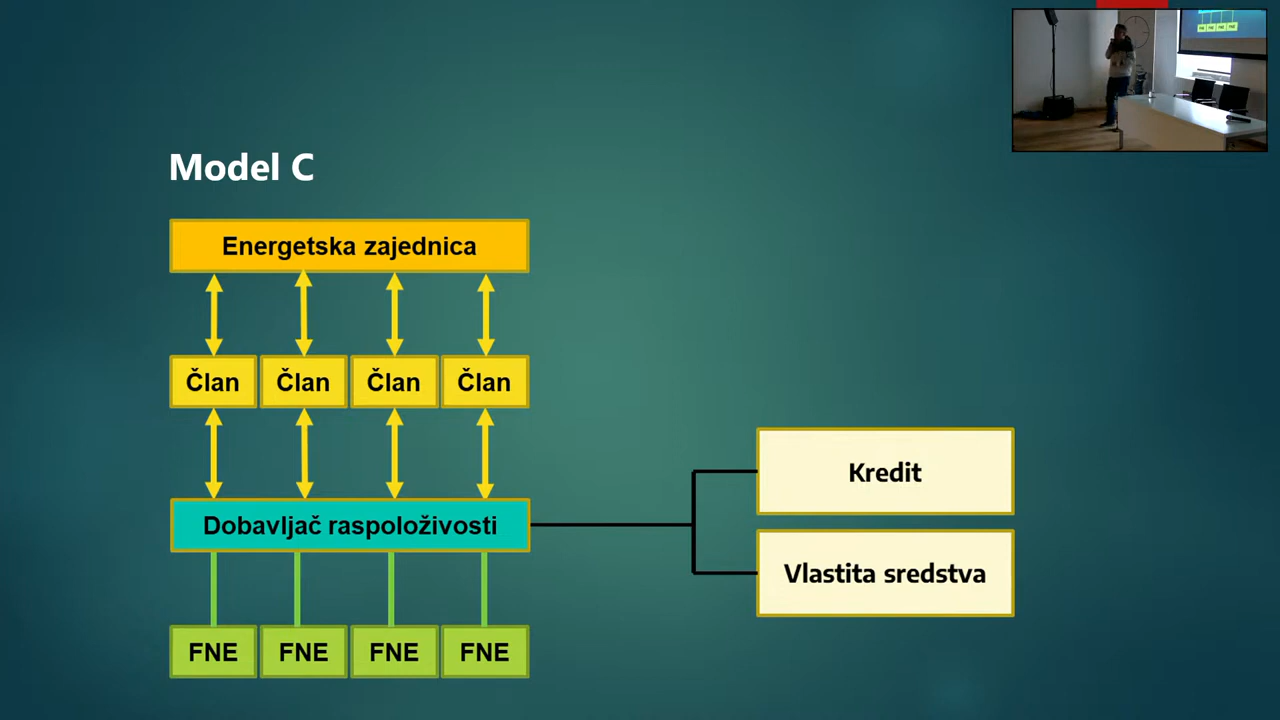 Model C
Energetska zajednica
Član Član Član Član
Dobavljač raspoloživosti
Kredit
Vlastita sredstva
FNE FNE FNE FNE